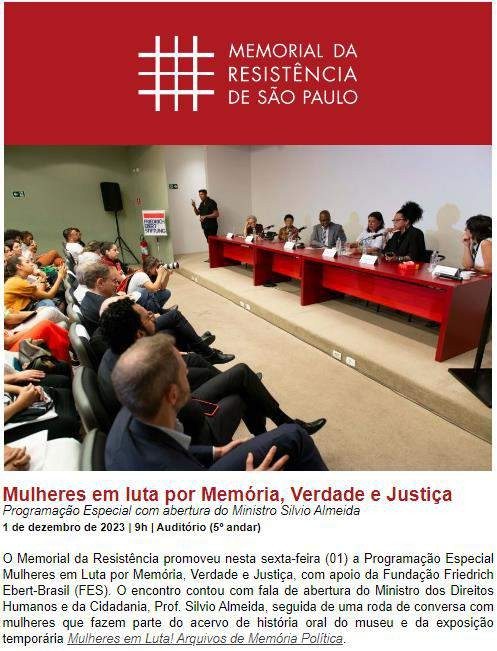 MEMORIAL DA
RESISTÊNCIA
DE SÃO PAULO
FRIEDRICH
EBERT
STIFTUNG
Mulheres em luta por Memória, Verdade e Justiça
Programação Especial com abertura do Ministro Silvio Almeida
1 de dezembro de 2023 | 9h | Auditório (5º andar)
O Memorial da Resistência promoveu nesta sexta-feira (01) a Programação Especial
Mulheres em Luta por Memória, Verdade e Justiça, com apoio da Fundação Friedrich
Ebert-Brasil (FES). O encontro contou com fala de abertura do Ministro dos Direitos
Humanos e da Cidadania, Prof. Silvio Almeida, seguida de uma roda de conversa com
mulheres que fazem parte do acervo de história oral do museu e da exposição
temporária Mulheres em Luta! Arquivos de Memória Política.